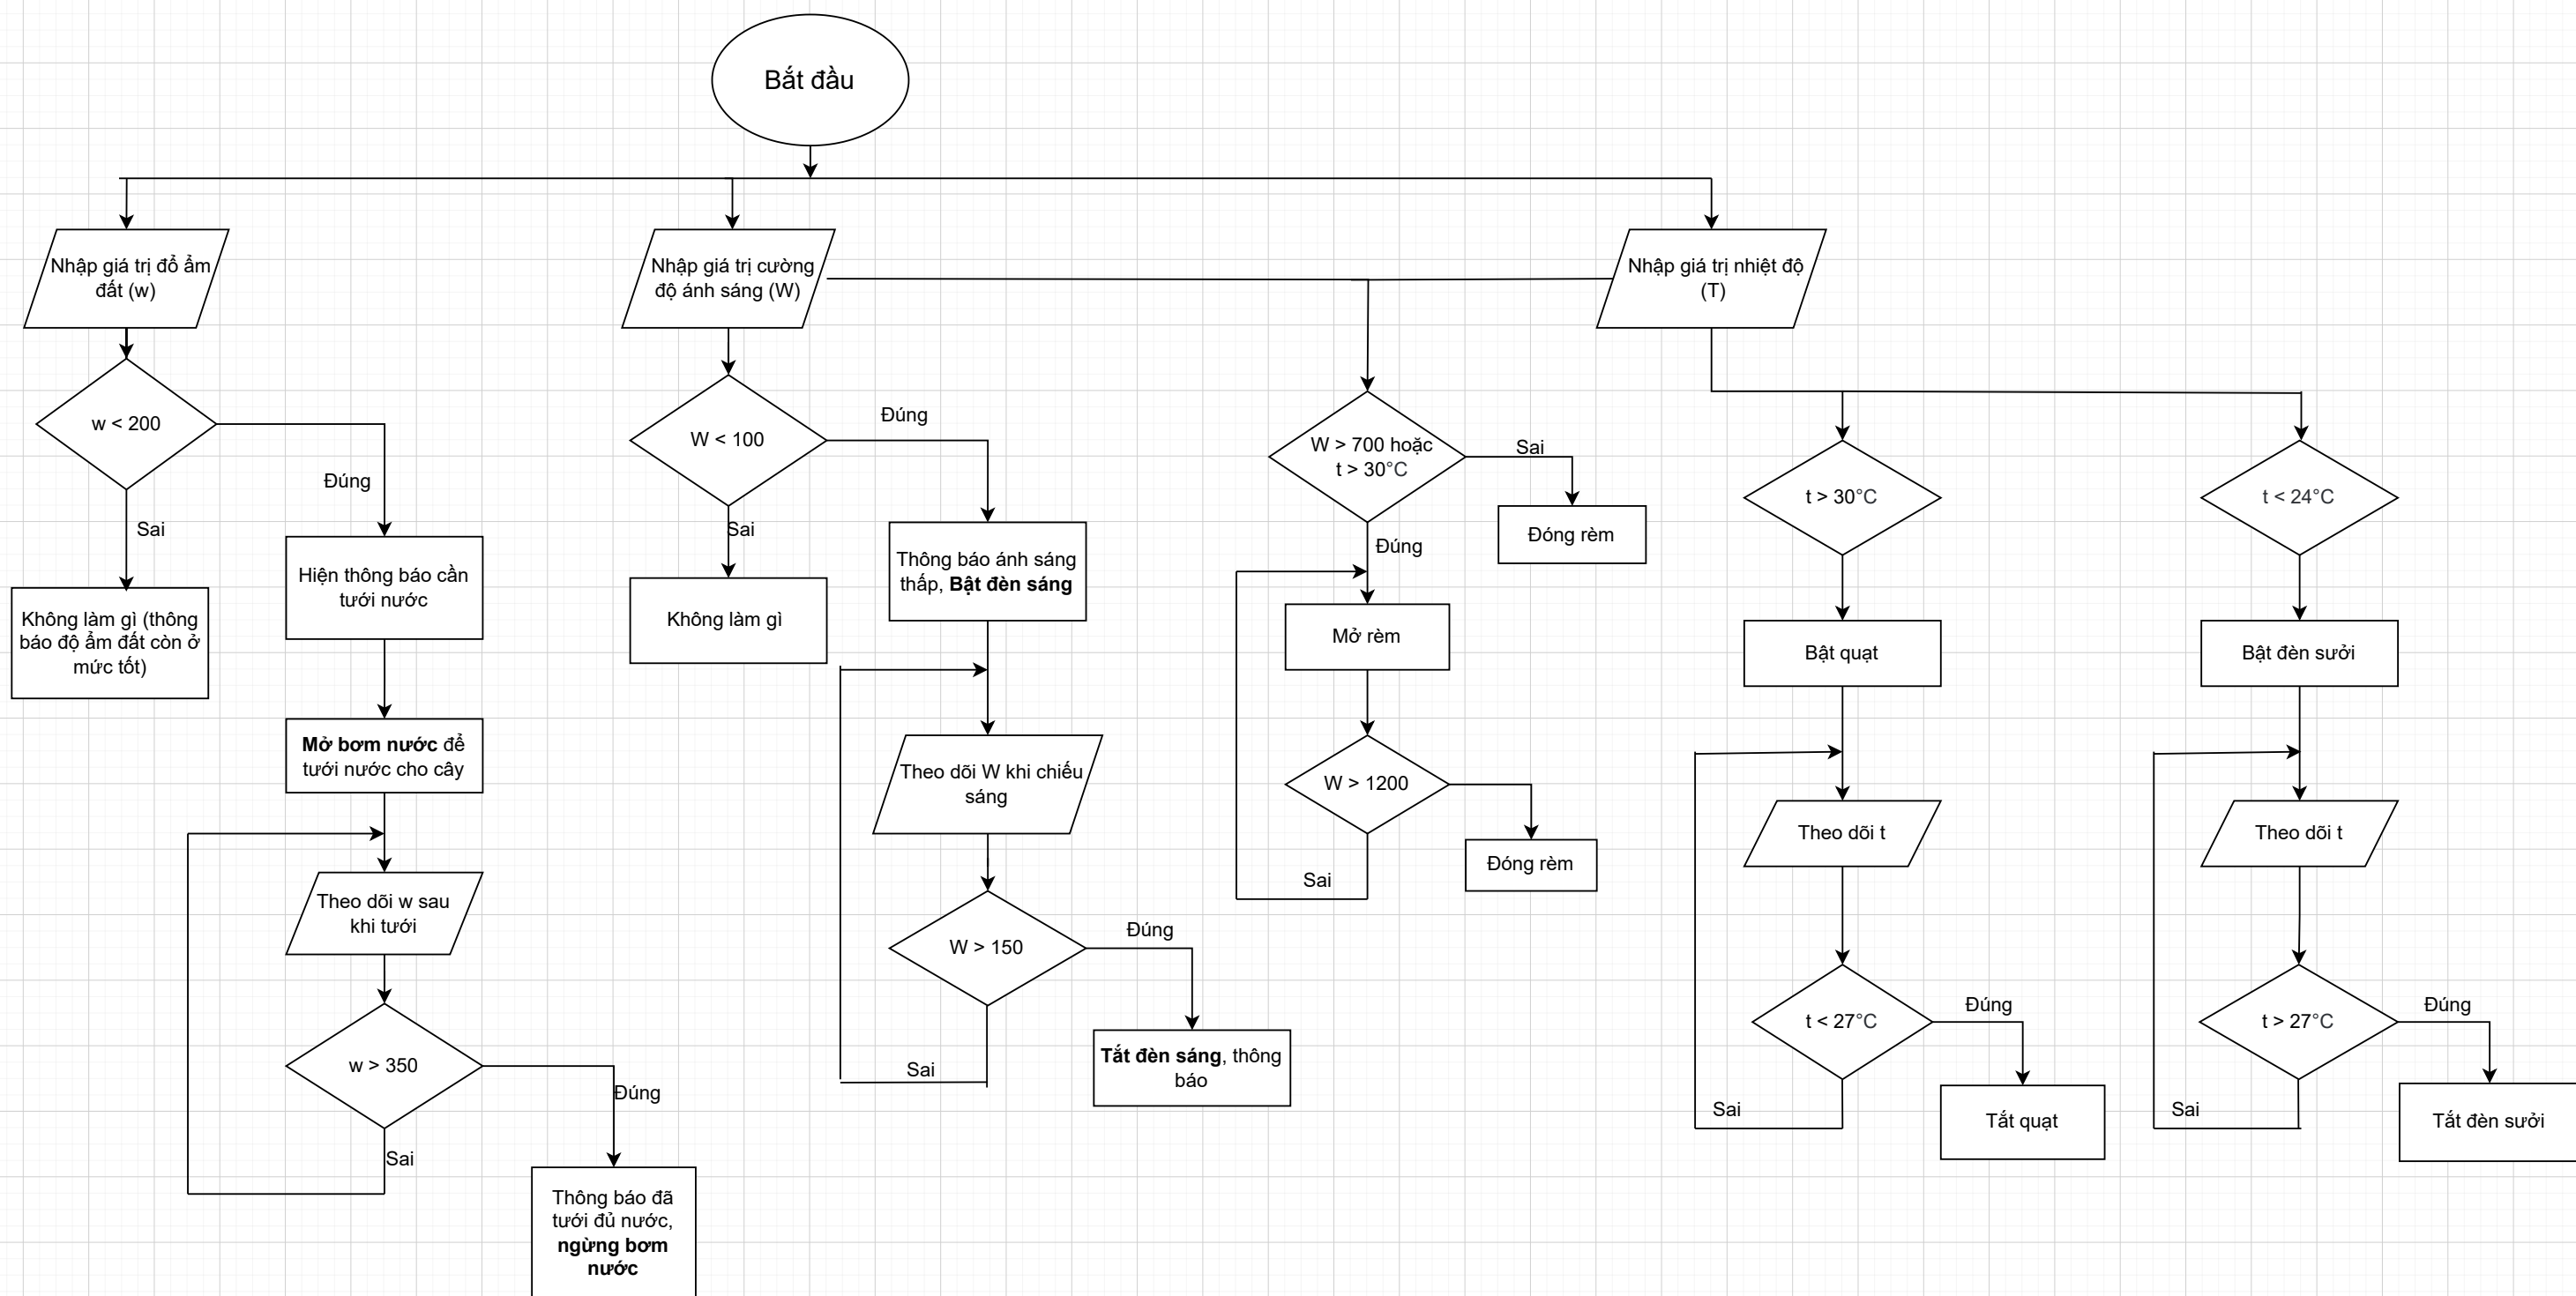 Bắt đầu
Nhập giá trị đổ ẩm
đất (w)
Nhập giá trị cường
độ ánh sáng (W)
Nhập giá trị nhiệt độ
(T)
w < 200
Đúng
Sai
Không làm gì (thông
báo độ ẩm đất còn ở
mức tốt)
Hiện thông báo cần
tưới nước
Mở bơm nước để
tưới nước cho cây
Theo dõi w sau
khi tưới
w > 350
Đúng
Sai
Thông báo đã
tưới đủ nước,
ngừng bơm
nước
W < 100
Đúng
Sai
Không làm gì
Thông báo ánh sáng
thấp, Bật đèn sáng
Theo dõi W khi chiếu
sáng
W > 150
Đúng
Sai
Tắt đèn sáng, thông
báo
W > 700 hoặc
t > 30°C
Sai
Đóng rèm
Đúng
Mở rèm
W > 1200
Sai
Đóng rèm
t > 30°C
Bật quạt
Theo dõi t
t < 27°C
Đúng
Sai
Tắt quạt
t < 24°C
Bật đèn sưởi
Theo dõi t
t > 27°C
Đúng
Sai
Tắt đèn sưởi